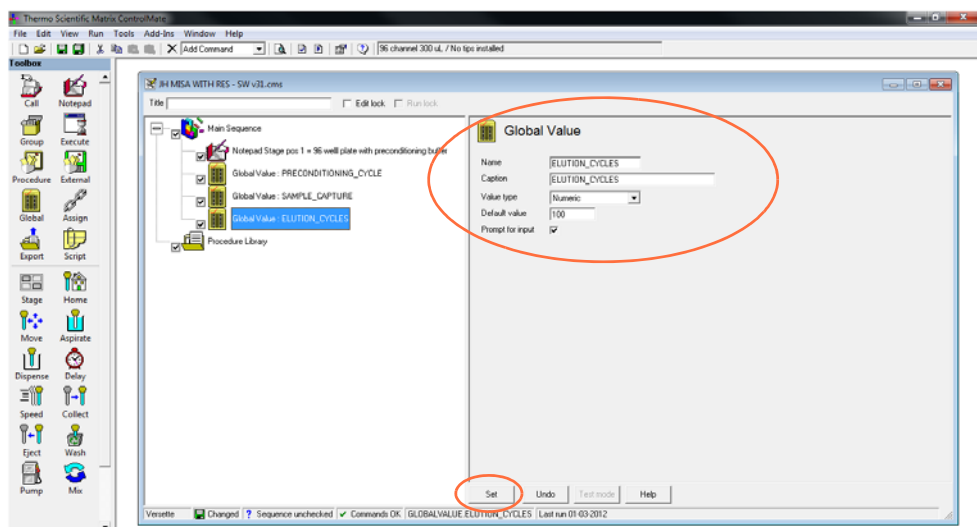 Thermo Scientific Matrix ControlMate
File Edit View Run Tools Add-Ins Window Help
Add Command
96 channel 300 uL / No tips installed
Toolbox
Call Notepad
Group Execute
Procedure External
Global Assign
Export Script
Stage Home
Move Aspirate
Dispense Delay
Speed Collect
Eject Wash
Pump Mix
JH MISA WITH RES - SW v31.cms
Title
Edit lock Run lock
Main Sequence
Notepad Stage pos 1 = 96 well plate with preconditioning buffer
Global Value : PRECONDITIONING_CYCLE
Global Value : SAMPLE_CAPTURE
Global Value : ELUTION_CYCLES
Procedure Library
Global Value
Name ELUTION_CYCLES
Caption ELUTION_CYCLES
Value type Numeric
Default value 100
Prompt for input
Set Undo Test mode Help
Versette Changed ? Sequence unchecked Commands OK GLOBALVALUE.ELUTION_CYCLES Last run 01-03-2012